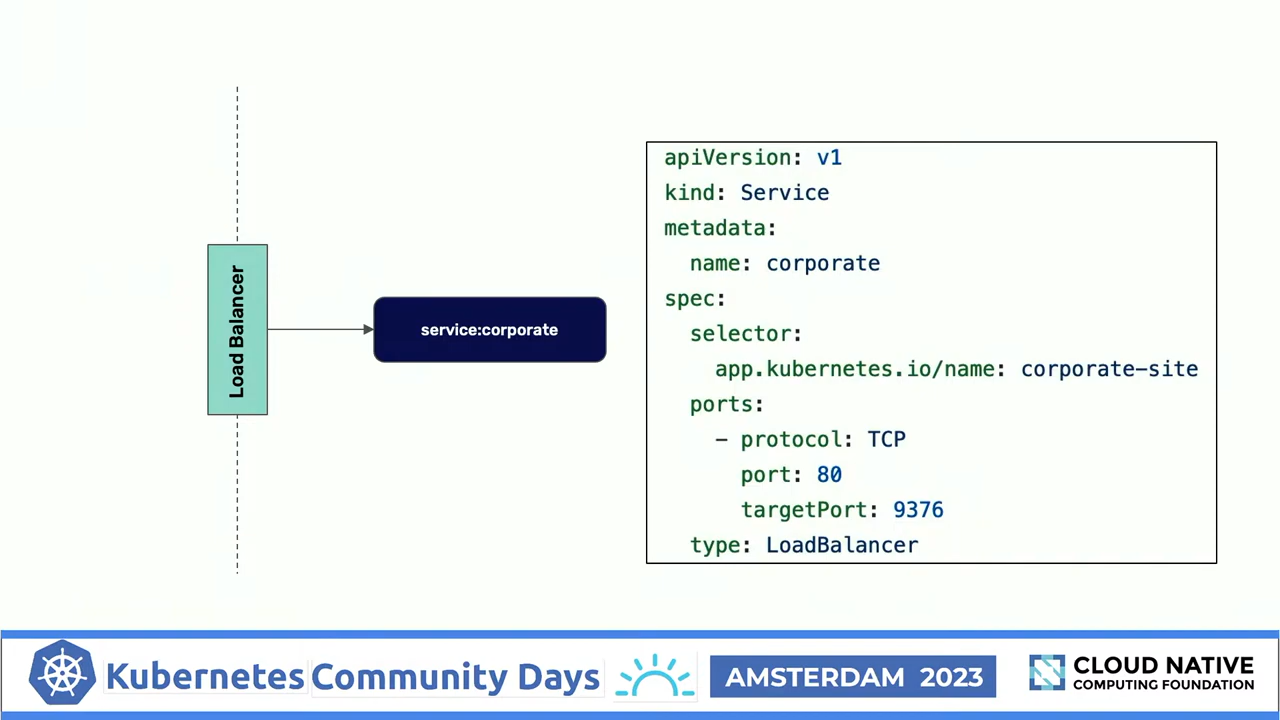 Load Balancer
service:corporate
apiVersion: v1
kind: Service
metadata:
  name: corporate
spec:
  selector:
    app.kubernetes.io/name: corporate-site
  ports:
    - protocol: TCP
      port: 80
      targetPort: 9376
  type: LoadBalancer
Kubernetes Community Days
AMSTERDAM 2023
CLOUD NATIVE
COMPUTING FOUNDATION